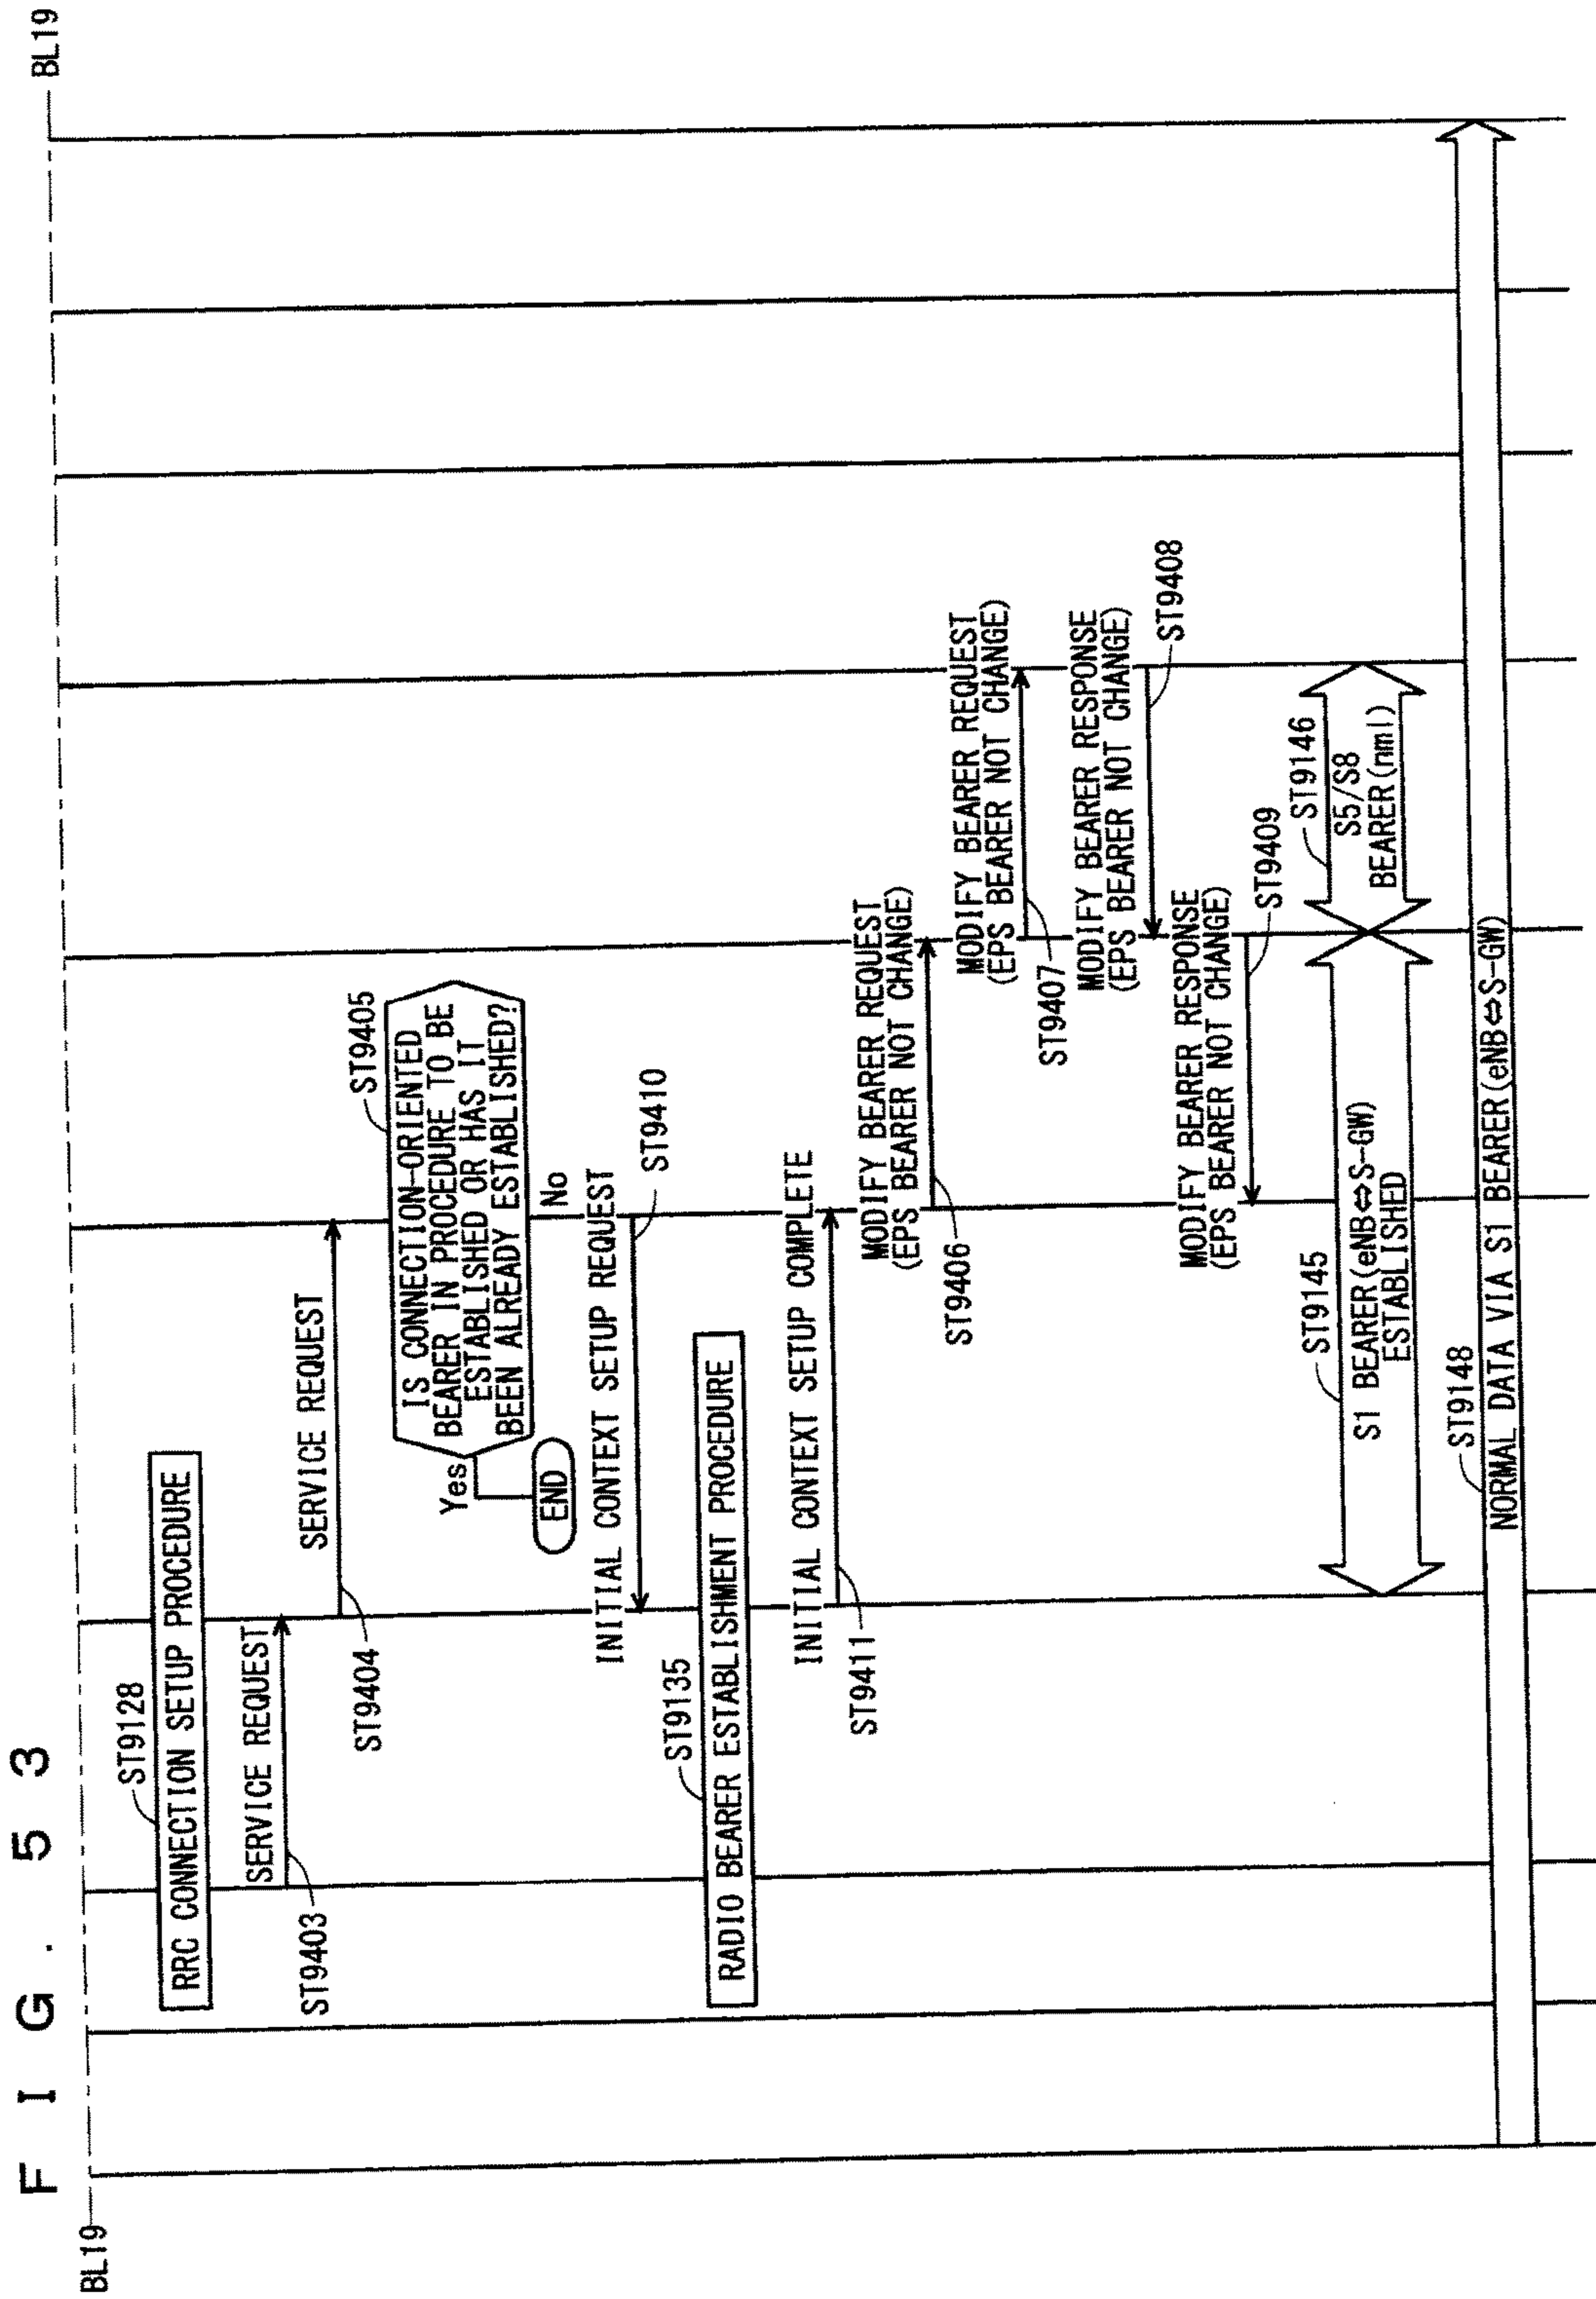 FIG. 53
BL19
BL19
ST9128
RRC CONNECTION SETUP PROCEDURE
SERVICE REQUEST
ST9403
SERVICE REQUEST
ST9404
ST9405
IS CONNECTION-ORIENTED
BEARER IN PROCEDURE TO BE
ESTABLISHED OR HAS IT
BEEN ALREADY ESTABLISHED?
Yes
No
END
INITIAL CONTEXT SETUP REQUEST
ST9410
ST9135
RADIO BEARER ESTABLISHMENT PROCEDURE
INITIAL CONTEXT SETUP COMPLETE
ST9411
MODIFY BEARER REQUEST
(EPS BEARER NOT CHANGE)
ST9406
MODIFY BEARER REQUEST
(EPS BEARER NOT CHANGE)
ST9407
MODIFY BEARER RESPONSE
(EPS BEARER NOT CHANGE)
ST9408
MODIFY BEARER RESPONSE
(EPS BEARER NOT CHANGE)
ST9409
ST9145
S1 BEARER(eNB⇔S-GW)
ESTABLISHED
ST9146
S5/S8
BEARER(nml)
ST9148
NORMAL DATA VIA S1 BEARER(eNB⇔S-GW)